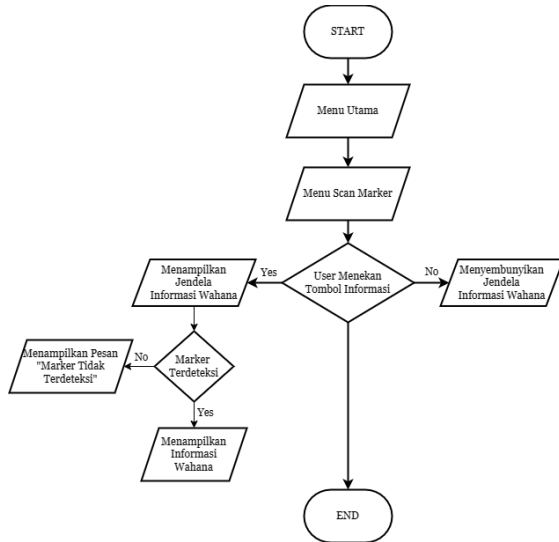 START
Menu Utama
Menu Scan Marker
Menampilkan
Jendela
Informasi Wahana
Yes
User Menekan
Tombol Informasi
No
Menyembunyikan
Jendela
Informasi Wahana
Menampilkan Pesan
"Marker Tidak
Terdeteksi"
No
Marker
Terdeteksi
Yes
Menampilkan
Informasi
Wahana
END